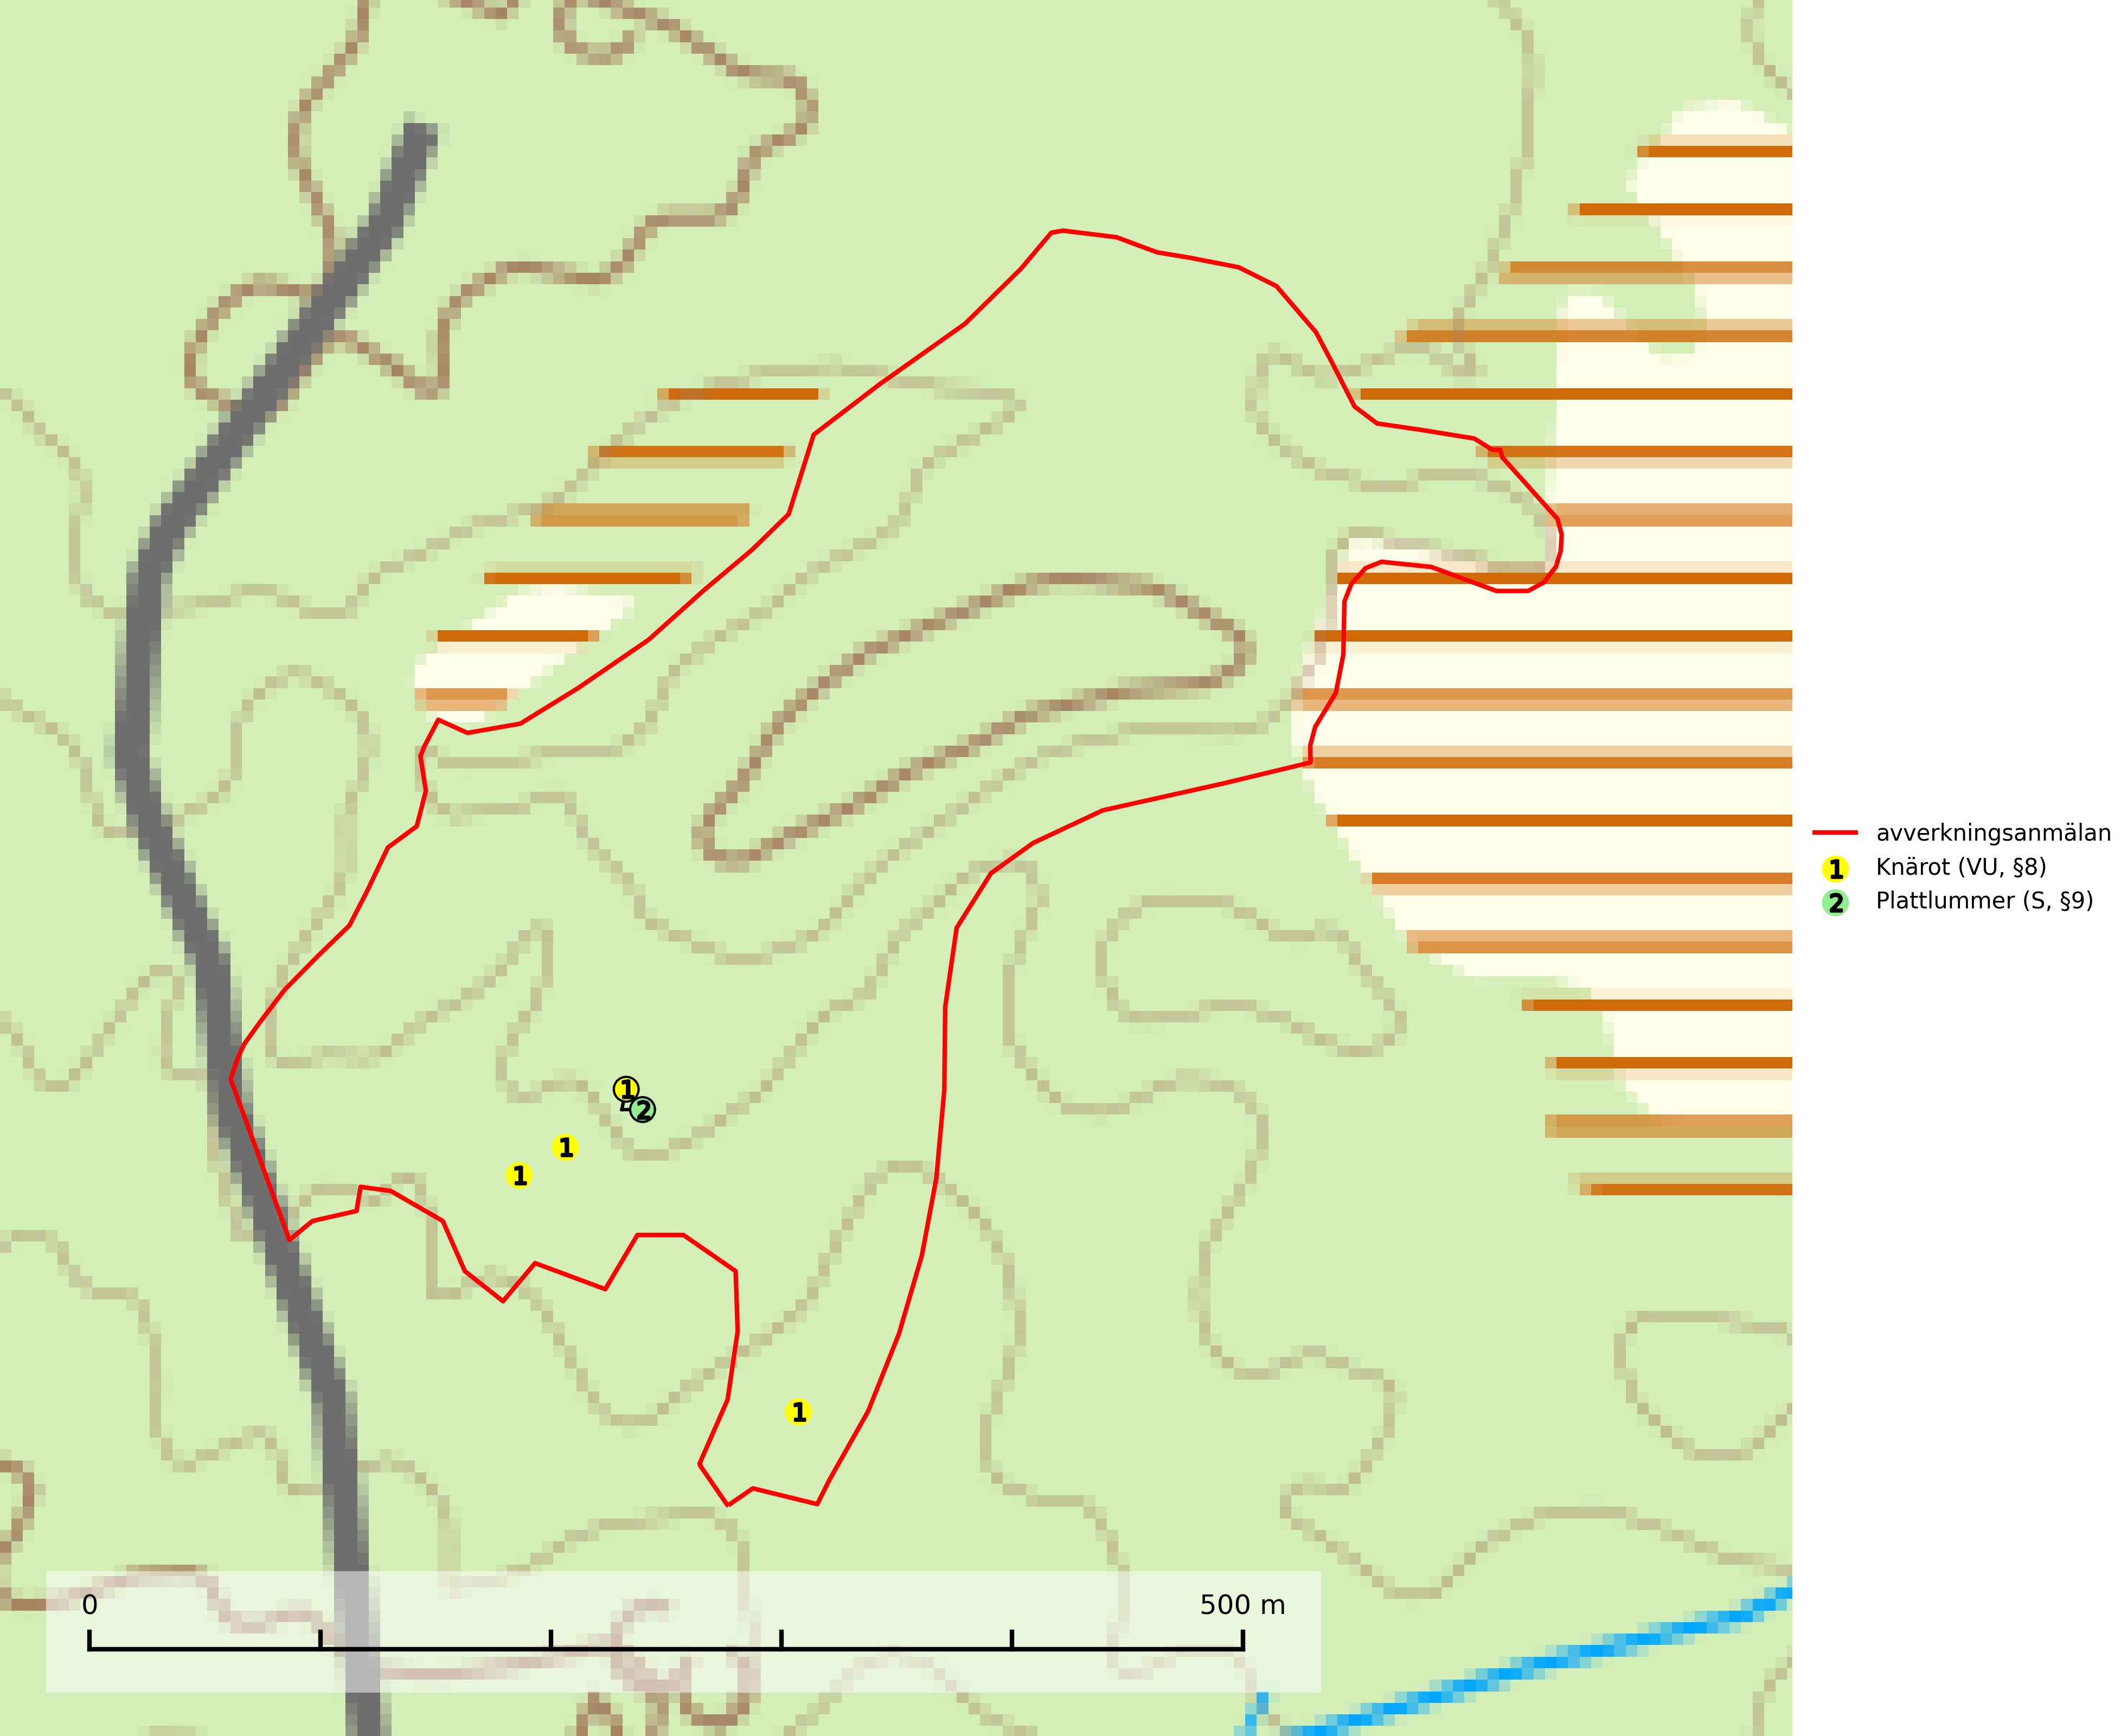 avverkningsanmälan
1 Knärot (VU, §8)
2 Plattlummer (S, §9)
1
2
1
1
1
0 500 m